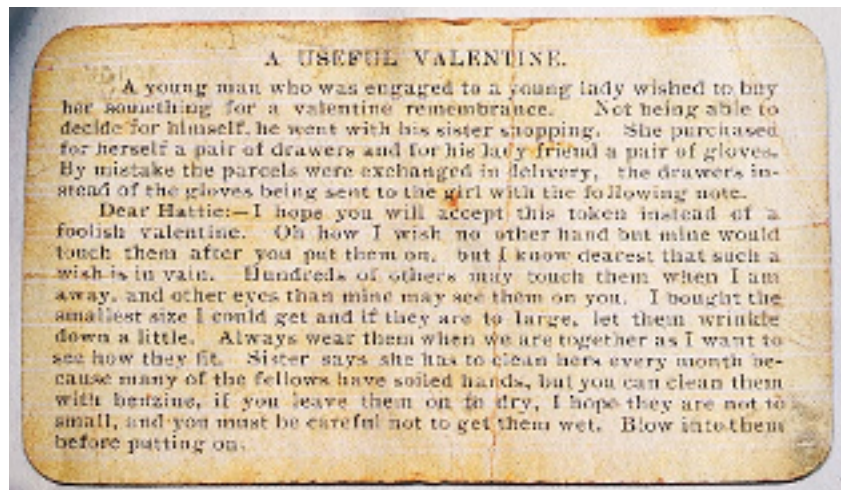 A USEFUL VALENTINE.
A young man who was engaged to a young lady wished to buy
her something for a valentine remembrance. Not being able to
decide for himself, he went with his sister shopping. She purchased
for herself a pair of drawers and for his lady friend a pair of gloves.
By mistake the parcels were exchanged in delivery, the drawers in-
stead of the gloves being sent to the girl with the following note.
Dear Hattie:—I hope you will accept this token instead of a
foolish valentine. Oh how I wish no other hand but mine would
touch them after you put them on, but I know dearest that such a
wish is in vain. Hundreds of others may touch them when I am
away, and other eyes than mine may see them on you. I bought the
smallest size I could get and if they are to large, let them wrinkle
down a little. Always wear them when we are together as I want to
see how they fit. Sister says she has to clean hers every month be-
cause many of the fellows have soiled hands, but you can clean them
with benzine, if you leave them on to dry, I hope they are not to
small, and you must be careful not to get them wet. Blow into them
before putting on.